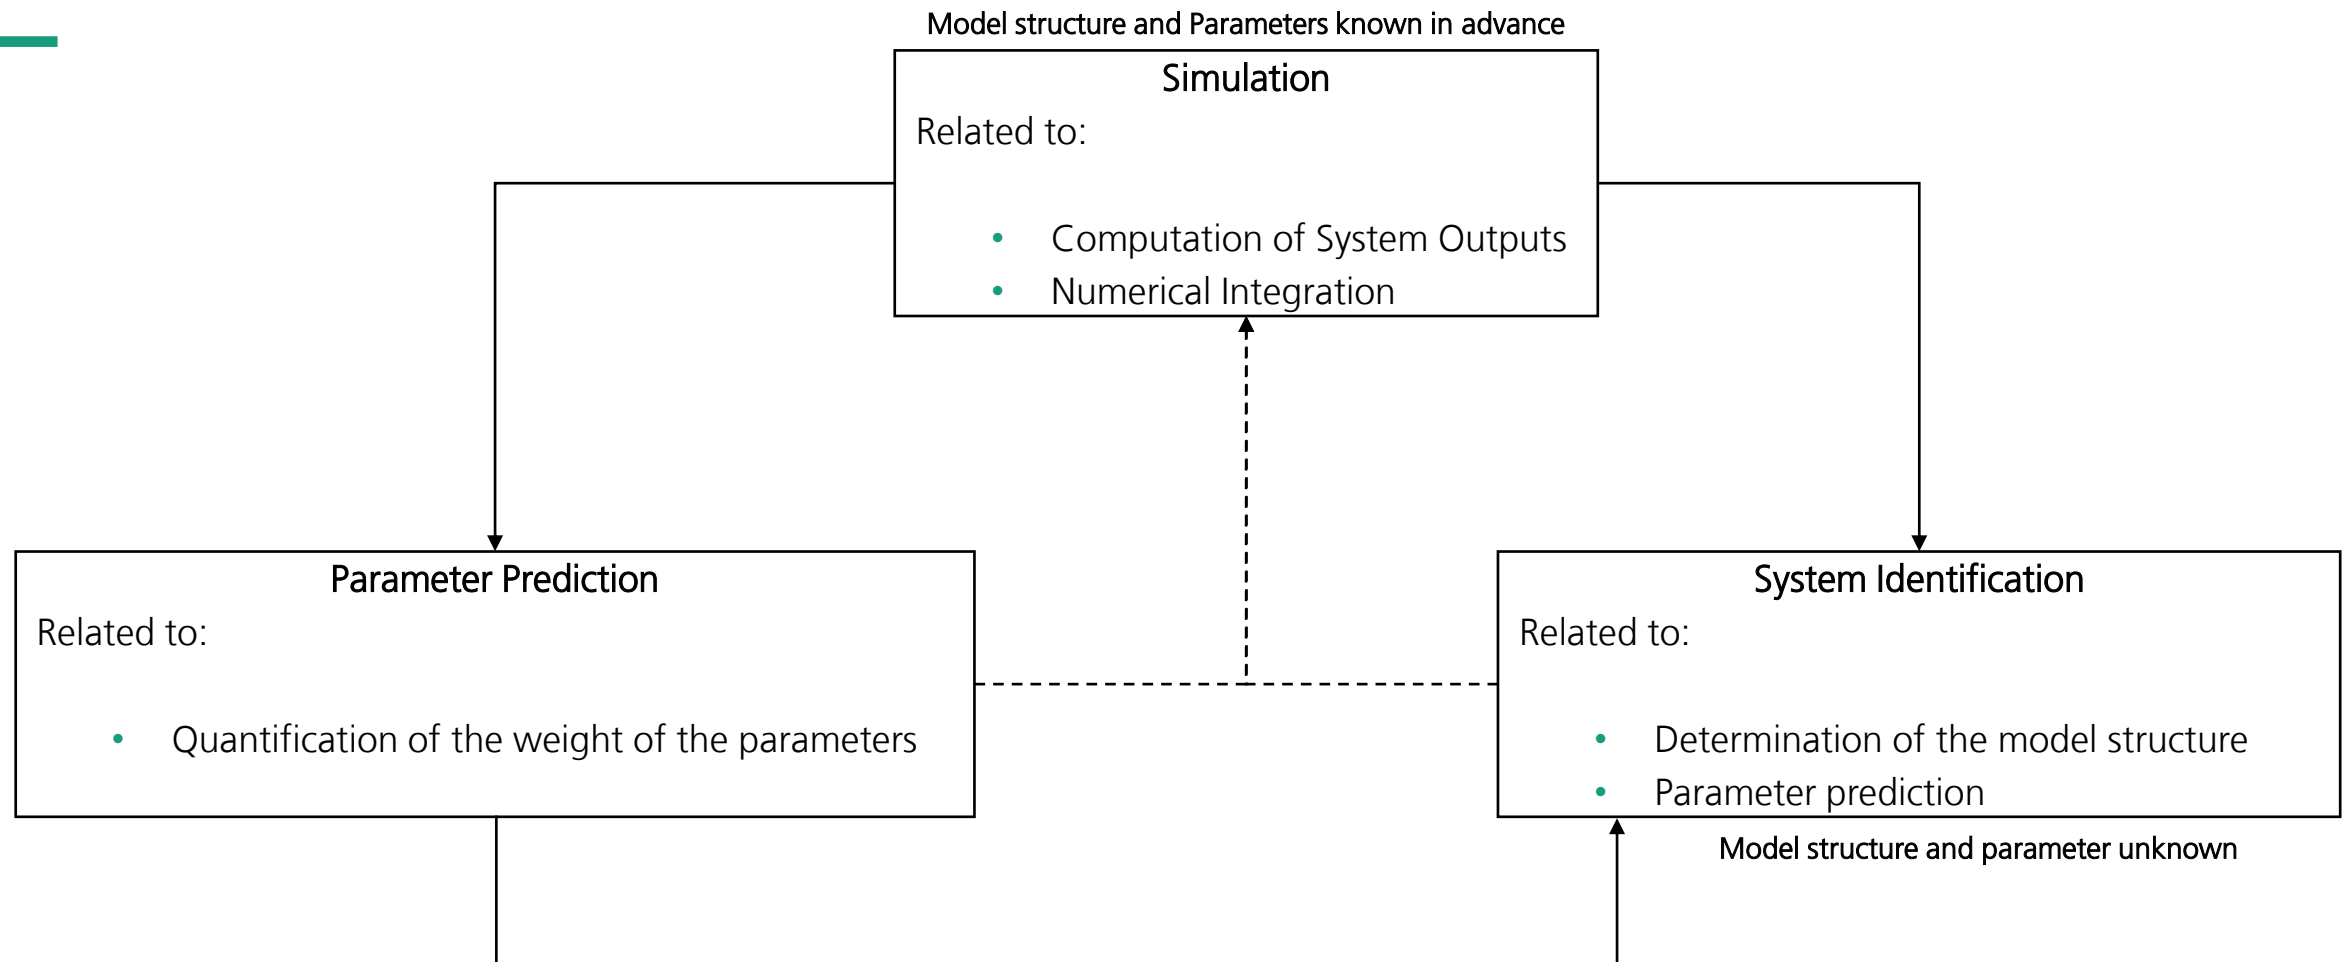 Model structure and Parameters known in advance
Simulation
Related to:
• Computation of System Outputs
• Numerical Integration
Parameter Prediction
Related to:
• Quantification of the weight of the parameters
System Identification
Related to:
• Determination of the model structure
• Parameter prediction
Model structure and parameter unknown